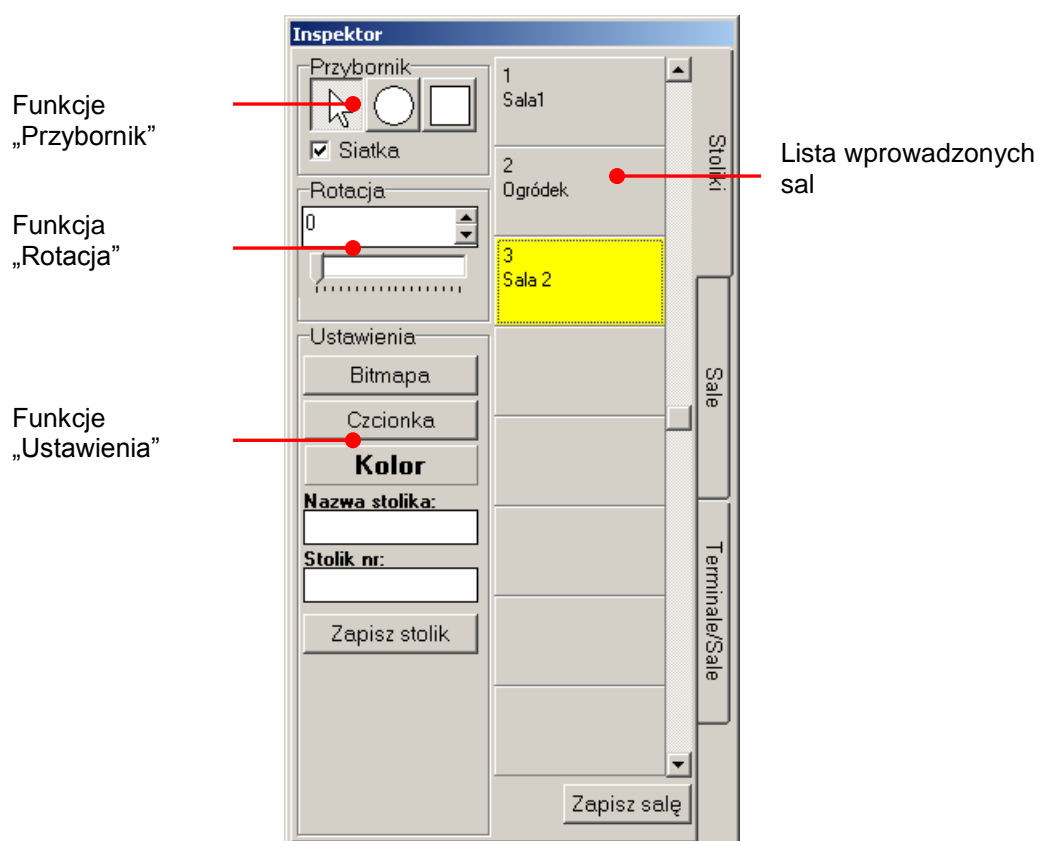 Inspektor
Funkcje
„Przybornik”
Funkcja
„Rotacja”
Funkcje
„Ustawienia”
Przybornik
Siatka
Rotacja
0
Ustawienia
Bitmapa
Czcionka
Kolor
Nazwa stolika:
Stolik nr:
Zapisz stolik
1
Sala1
2
Ogródek
3
Sala 2
Zapisz salę
Stoliki
Sale
Terminale/Sale
Lista wprowadzonych
sal